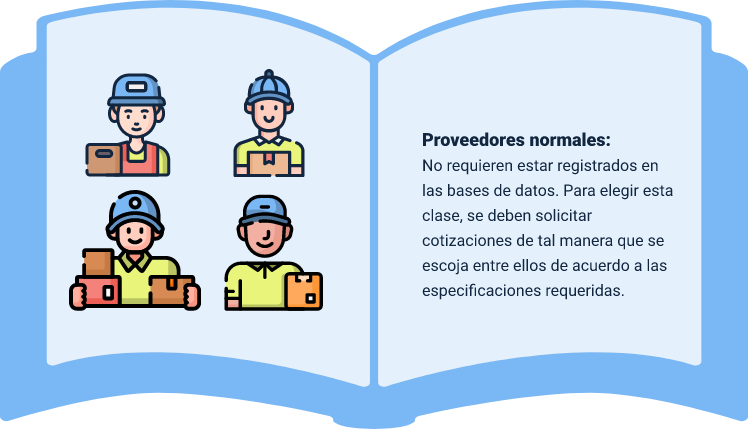 Proveedores normales:
No requieren estar registrados en
las bases de datos. Para elegir esta
clase, se deben solicitar
cotizaciones de tal manera que se
escoja entre ellos de acuerdo a las
especificaciones requeridas.